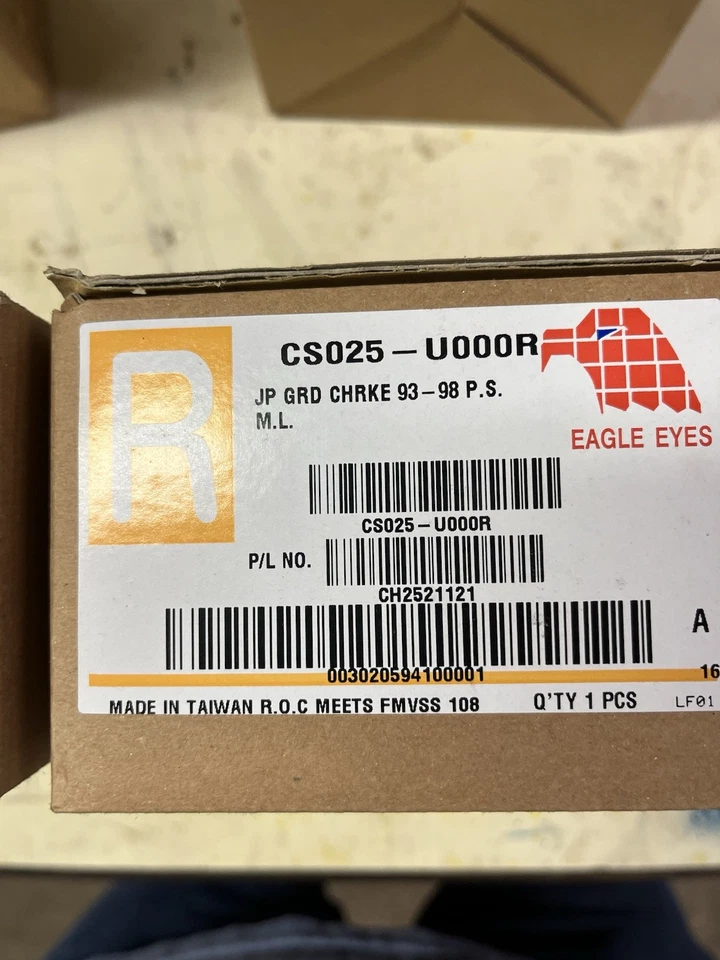 R
CS025-U000R
JP GRD CHRKE 93-98 P.S.
M.L.
EAGLE EYES
CS025-U000R
P/L NO.
CH2521121
A
003020594100001
16
MADE IN TAIWAN R.O.C MEETS FMVSS 108 Q'TY 1 PCS LF01